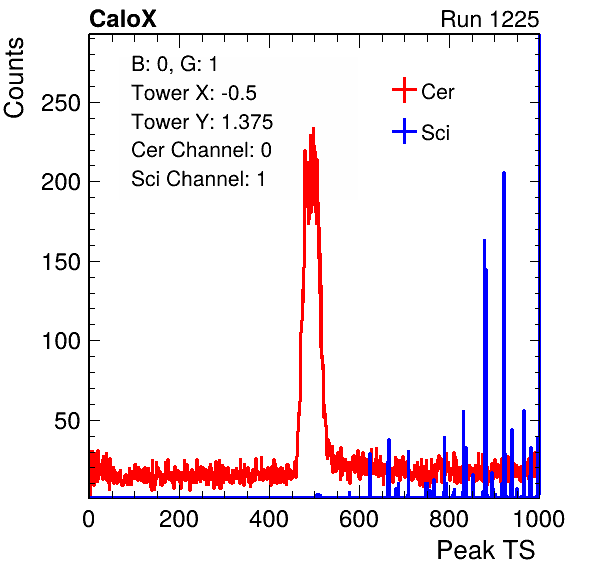 CaloX
Run 1225
Counts
B: 0, G: 1
Tower X: -0.5
Tower Y: 1.375
Cer Channel: 0
Sci Channel: 1
Cer
Sci
250
200
150
100
50
0 200 400 600 800 1000
Peak TS